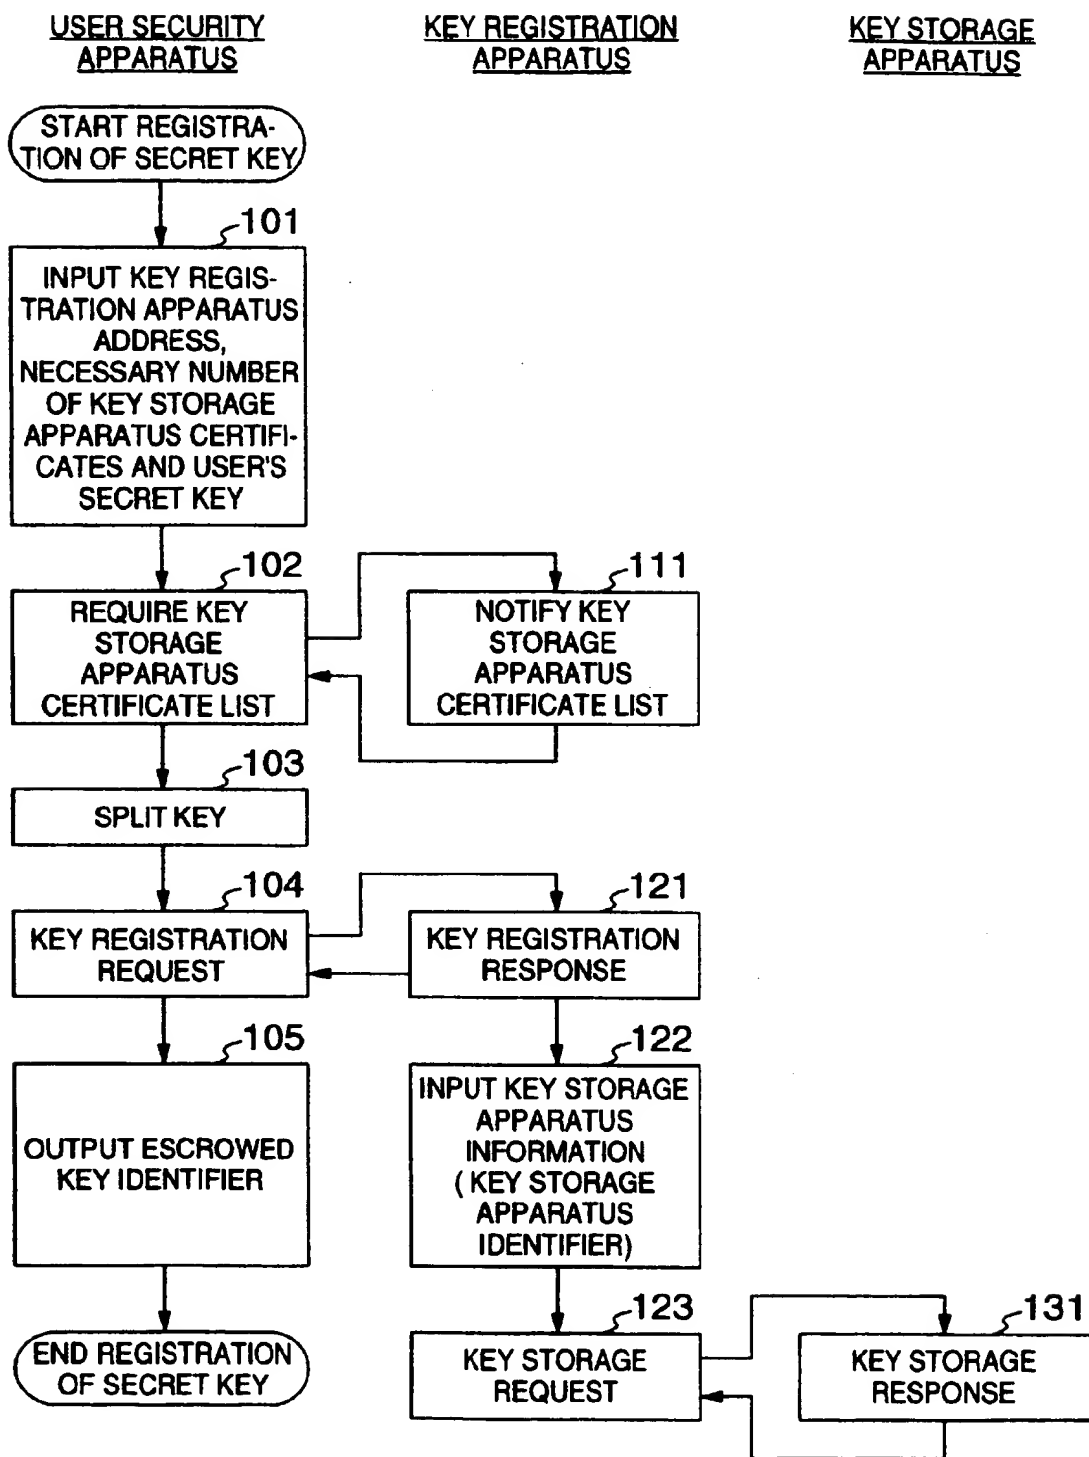 USER SECURITY
APPARATUS
KEY REGISTRATION
APPARATUS
KEY STORAGE
APPARATUS
START REGISTRA-
TION OF SECRET KEY
101
INPUT KEY REGIS-
TRATION APPARATUS
ADDRESS,
NECESSARY NUMBER
OF KEY STORAGE
APPARATUS CERTIFI-
CATES AND USER'S
SECRET KEY
102
REQUIRE KEY
STORAGE
APPARATUS
CERTIFICATE LIST
111
NOTIFY KEY
STORAGE
APPARATUS
CERTIFICATE LIST
103
SPLIT KEY
104
KEY REGISTRATION
REQUEST
121
KEY REGISTRATION
RESPONSE
105
OUTPUT ESCROWED
KEY IDENTIFIER
122
INPUT KEY STORAGE
APPARATUS
INFORMATION
( KEY STORAGE
APPARATUS
IDENTIFIER)
END REGISTRATION
OF SECRET KEY
123
KEY STORAGE
REQUEST
131
KEY STORAGE
RESPONSE